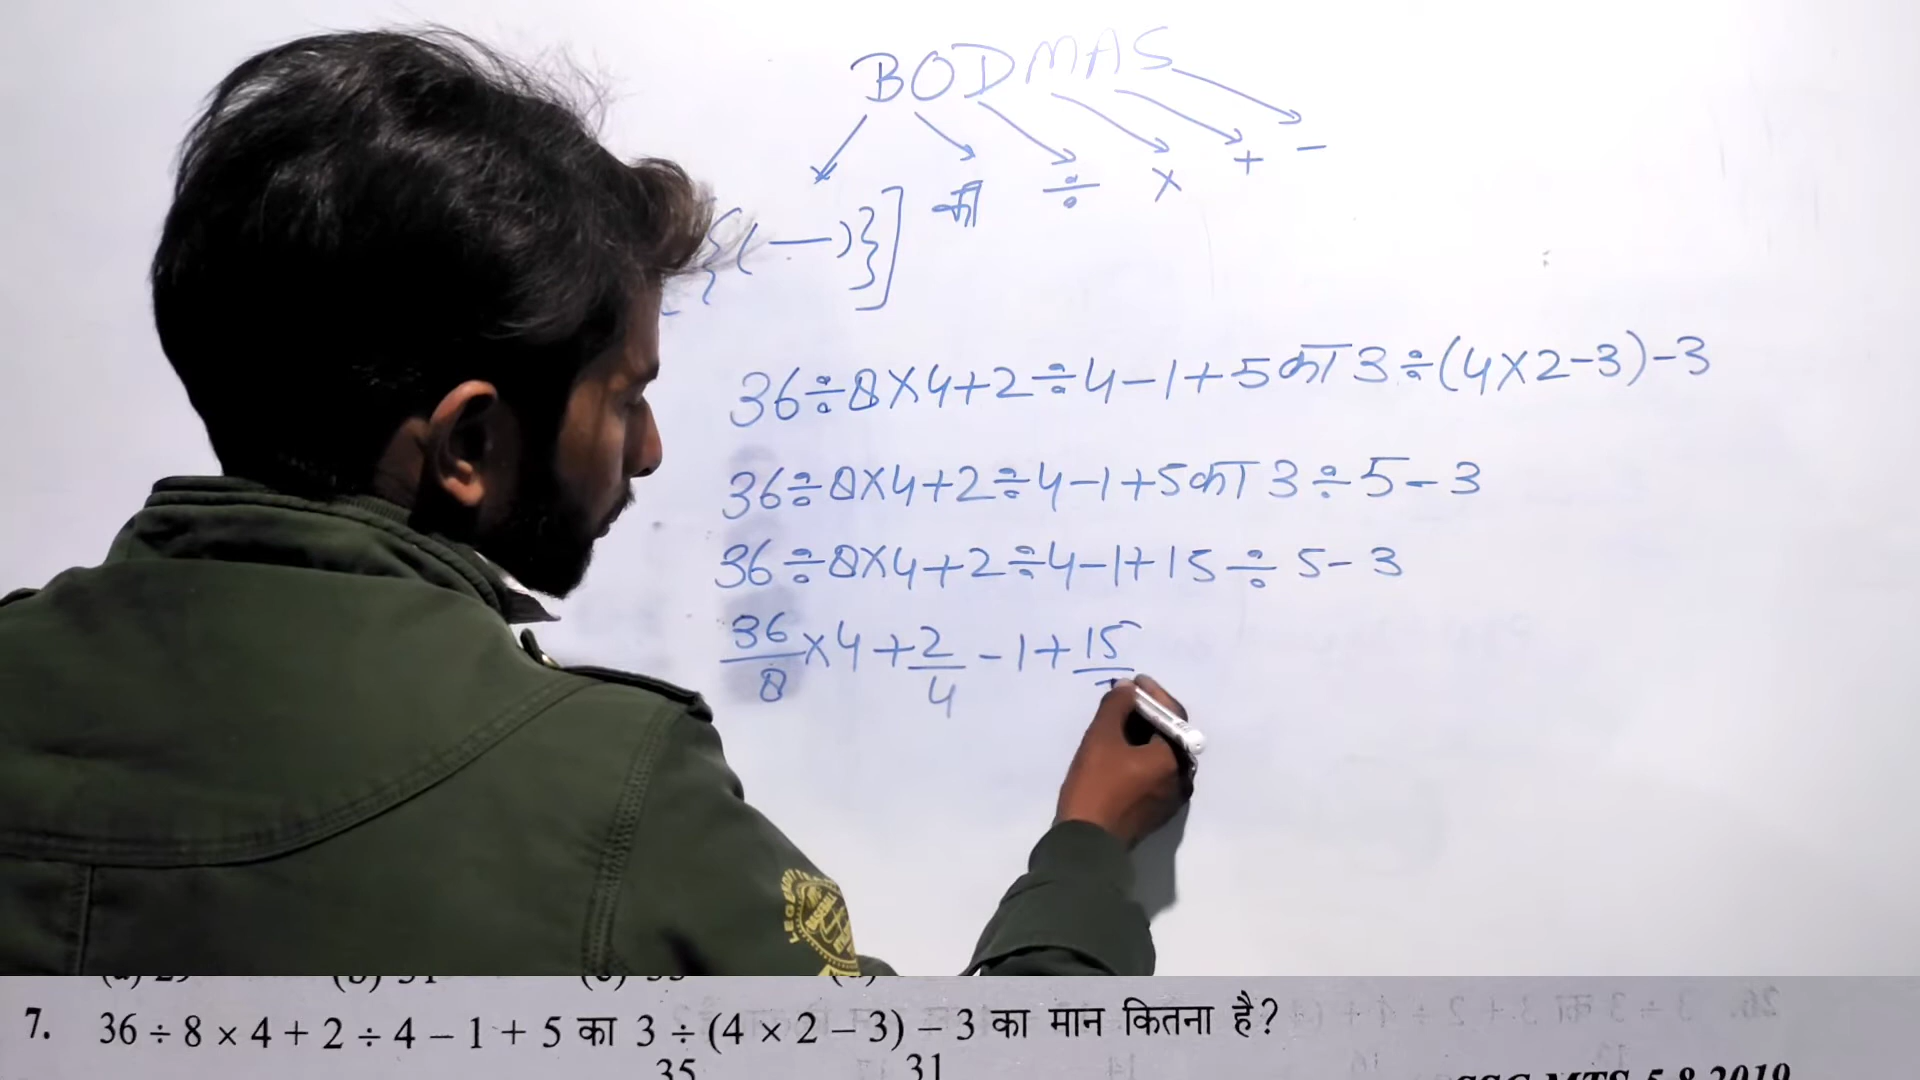 BODMAS
{(—)}] का ÷ × + −
36÷8×4+2÷4−1+5का3÷(4×2−3)−3
36÷8×4+2÷4−1+5का3÷5−3
36÷8×4+2÷4−1+15÷5−3
36/8×4+2/4−1+15/
7. 36 ÷ 8 × 4 + 2 ÷ 4 − 1 + 5 का 3 ÷ (4 × 2 − 3) − 3 का मान कितना है?
35 31